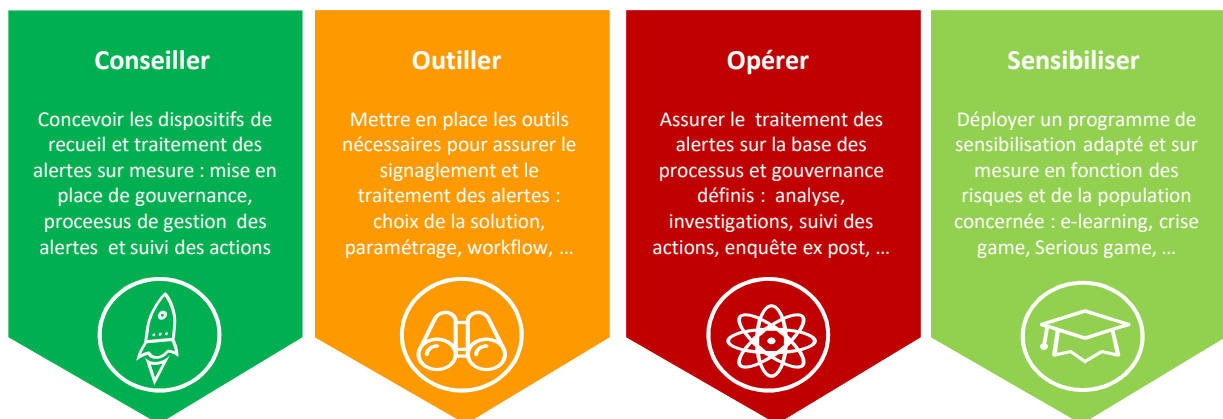 Conseiller
Concevoir les dispositifs de
recueil et traitement des
alertes sur mesure : mise en
place de gouvernance,
proceesus de gestion des
alertes et suivi des actions
Outiller
Mettre en place les outils
nécessaires pour assurer le
signaglement et le
traitement des alertes :
choix de la solution,
paramétrage, workflow, ...
Opérer
Assurer le traitement des
alertes sur la base des
processus et gouvernance
définis : analyse,
investigations, suivi des
actions, enquête ex post, ...
Sensibiliser
Déployer un programme de
sensibilisation adapté et sur
mesure en fonction des
risques et de la population
concernée : e-learning, crise
game, Serious game, ...